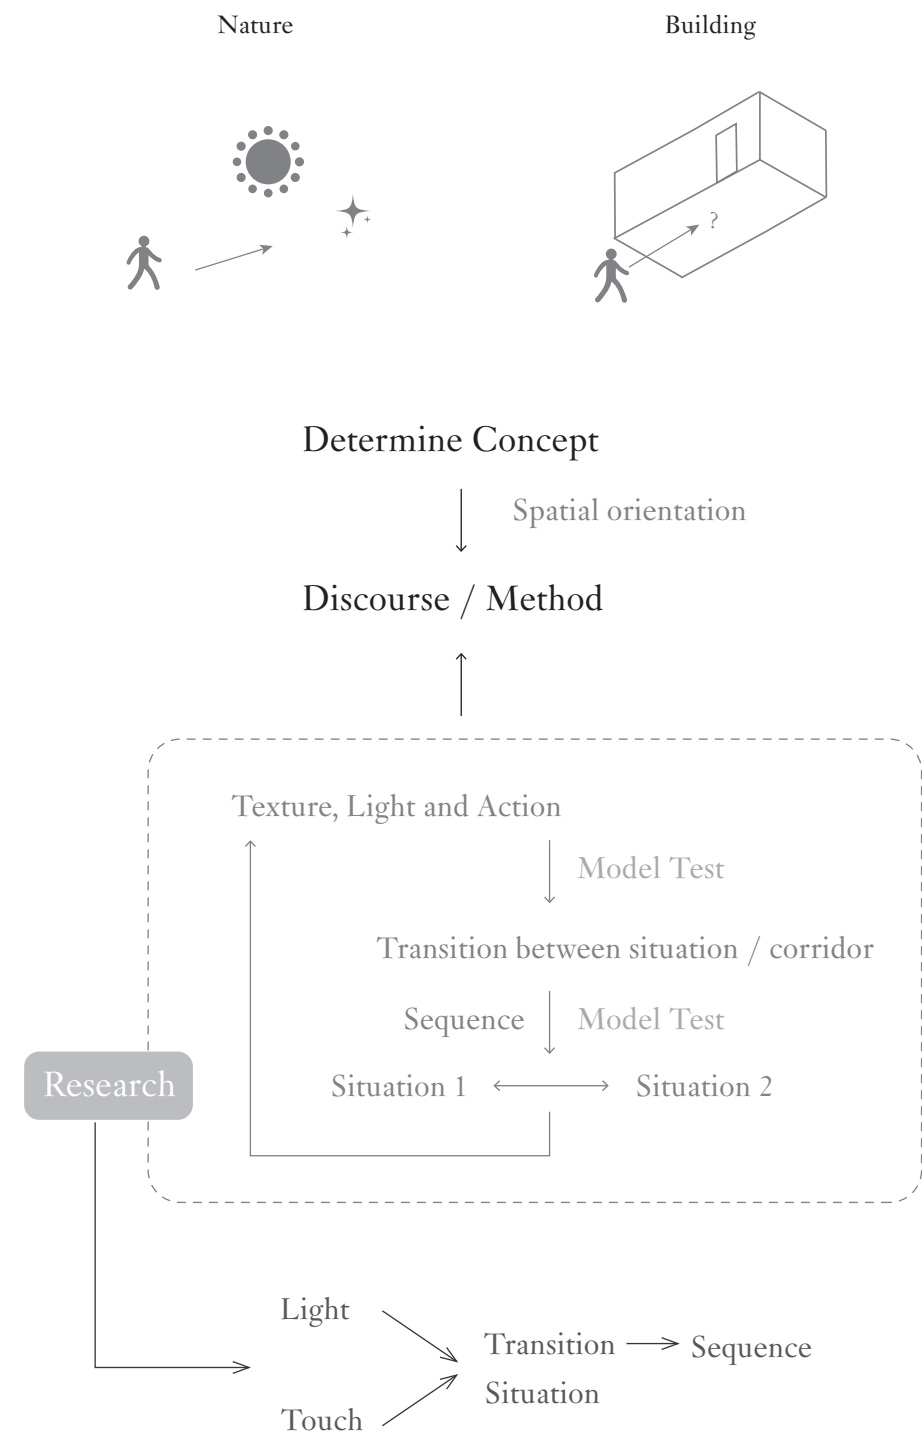 Nature
Building
?
Determine Concept
Spatial orientation
Discourse / Method
Texture, Light and Action
Model Test
Transition between situation / corridor
Sequence
Model Test
Research
Situation 1
Situation 2
Light
Transition
Sequence
Situation
Touch